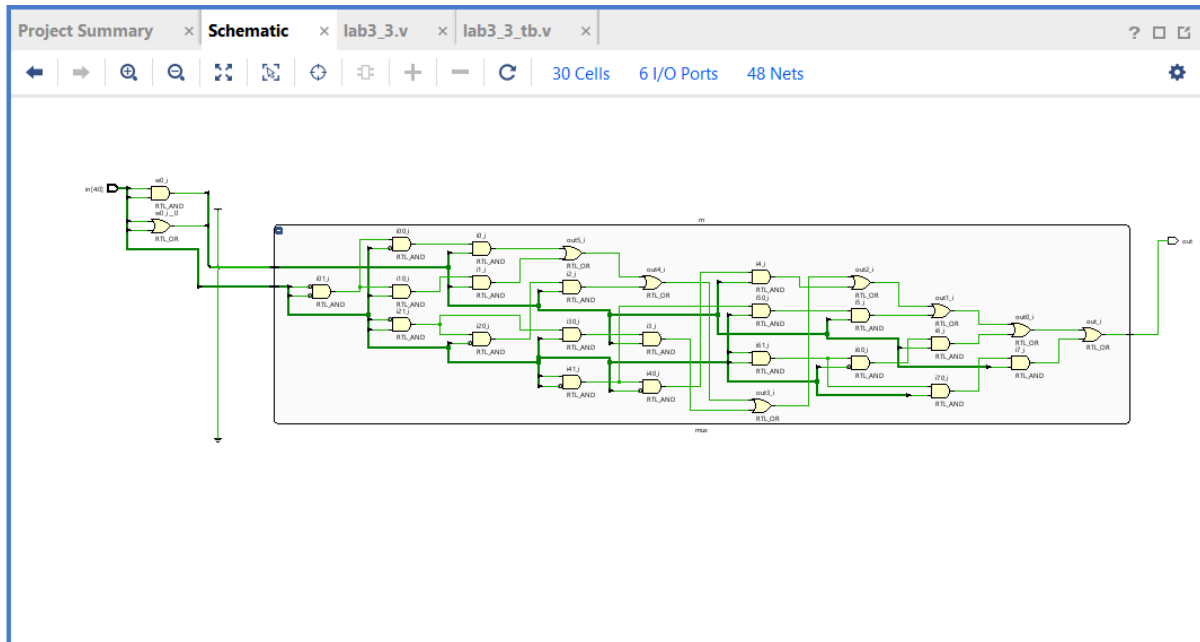 Project Summary × Schematic × lab3_3.v × lab3_3_tb.v ×
30 Cells 6 I/O Ports 48 Nets
in[4:0]
w0_i
RTL_AND
w0_i__0
RTL_OR
m
i00_i
RTL_AND
i0_i
RTL_AND
out5_i
RTL_OR
i01_i
RTL_AND
i10_i
RTL_AND
i1_i
RTL_AND
i2_i
RTL_AND
out4_i
RTL_OR
i21_i
RTL_AND
i20_i
RTL_AND
i30_i
RTL_AND
i3_i
RTL_AND
i41_i
RTL_AND
i40_i
RTL_AND
i4_i
RTL_AND
i50_i
RTL_AND
i61_i
RTL_AND
out3_i
RTL_OR
out2_i
RTL_OR
i5_i
RTL_AND
i60_i
RTL_AND
out1_i
RTL_OR
i6_i
RTL_AND
i70_i
RTL_AND
out0_i
RTL_OR
i7_i
RTL_AND
out_i
RTL_OR
out
mux